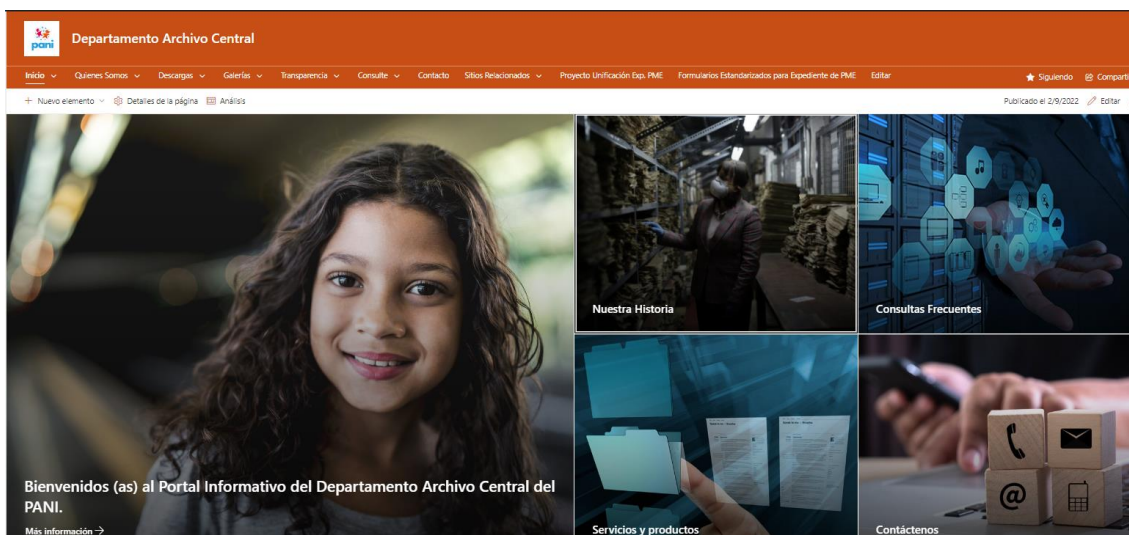 pani
Departamento Archivo Central
Inicio Quienes Somos Descargas Galerías Transparencia Consulte Contacto Sitios Relacionados Proyecto Unificación Exp. PME Formularios Estandarizados para Expediente de PME Editar
Siguiendo Comparti
+ Nuevo elemento Detalles de la página Análisis
Publicado el 2/9/2022 Editar
Nuestra Historia
Consultas Frecuentes
Bienvenidos (as) al Portal Informativo del Departamento Archivo Central del
PANI.
Más información →
Servicios y productos
@
Contáctenos